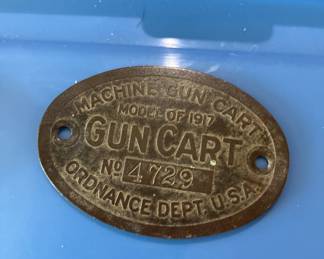 MACHINE GUN CART
MODEL OF 1917
GUN CART
No 4729
ORDNANCE DEPT. U.S.A.